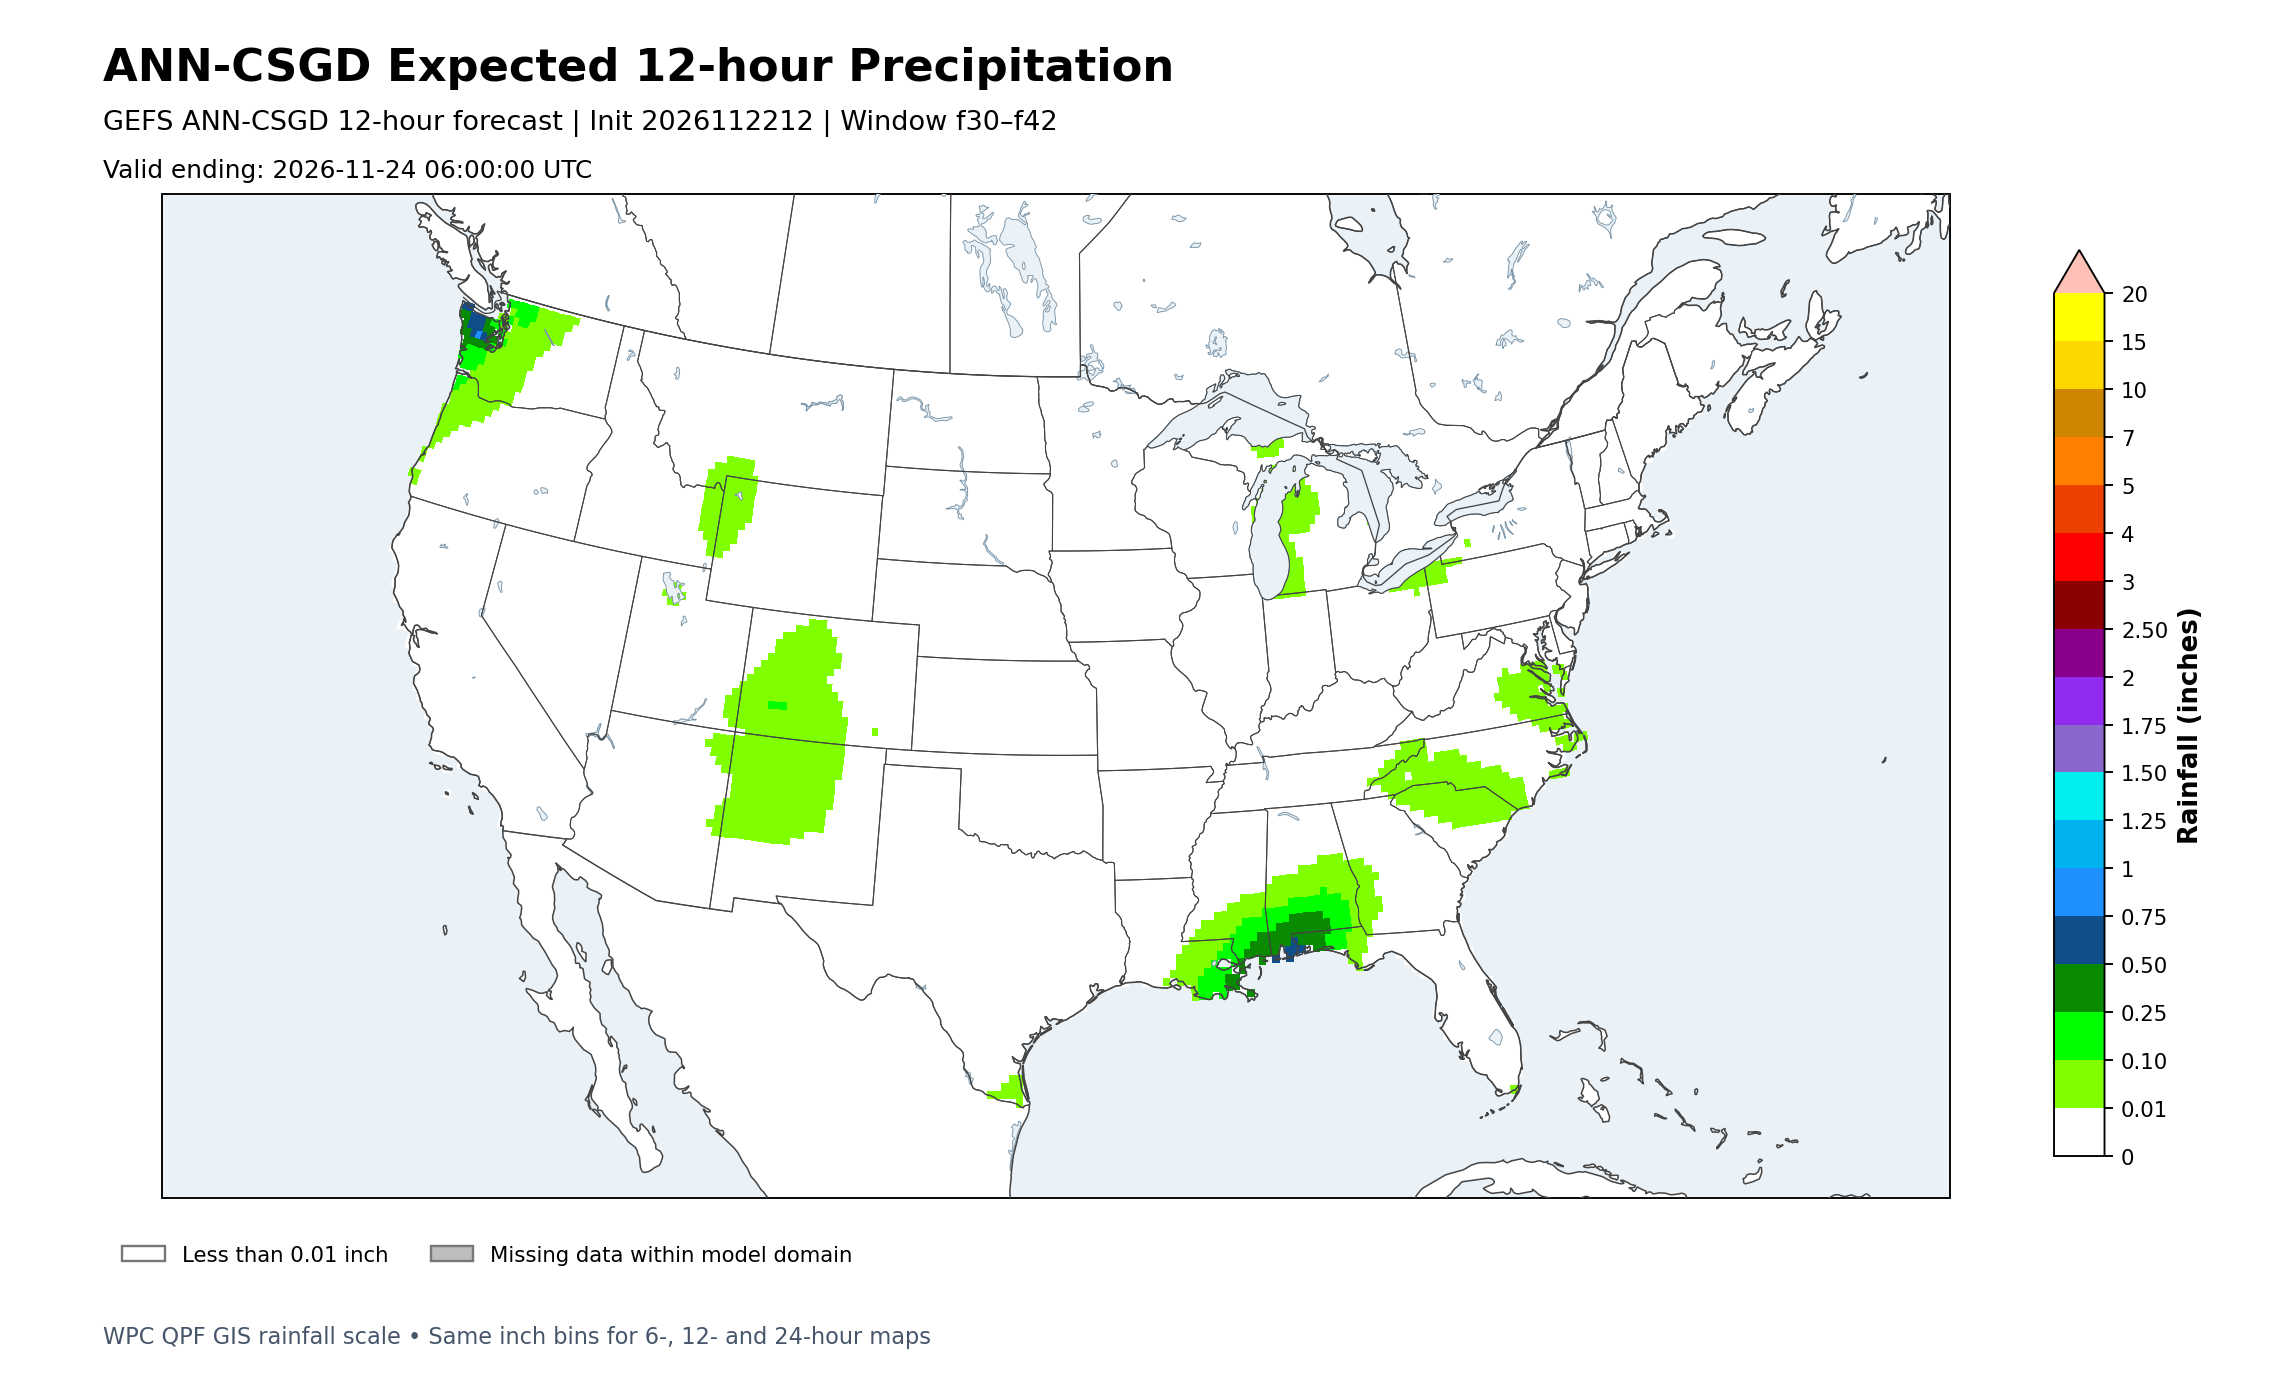 ANN-CSGD Expected 12-hour Precipitation
GEFS ANN-CSGD 12-hour forecast | Init 2026112212 | Window f30–f42
Valid ending: 2026-11-24 06:00:00 UTC
20
15
10
7
5
4
3
2.50
2
1.75
1.50
1.25
1
0.75
0.50
0.25
0.10
0.01
0
Rainfall (inches)
Less than 0.01 inch
Missing data within model domain
WPC QPF GIS rainfall scale • Same inch bins for 6-, 12- and 24-hour maps